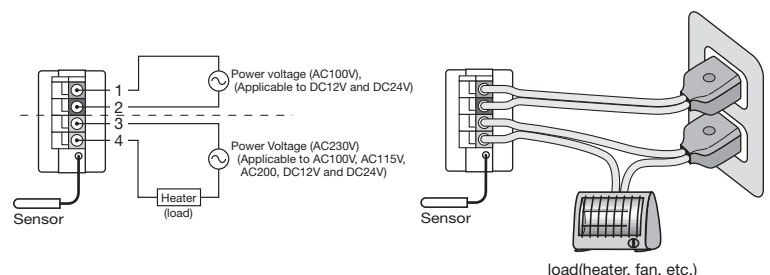 1
2
3
4
Power voltage (AC100V),
(Applicable to DC12V and DC24V)
Power Voltage (AC230V)
(Applicable to AC100V, AC115V,
AC200, DC12V and DC24V)
Heater
(load)
Sensor
Sensor
load(heater, fan, etc.)